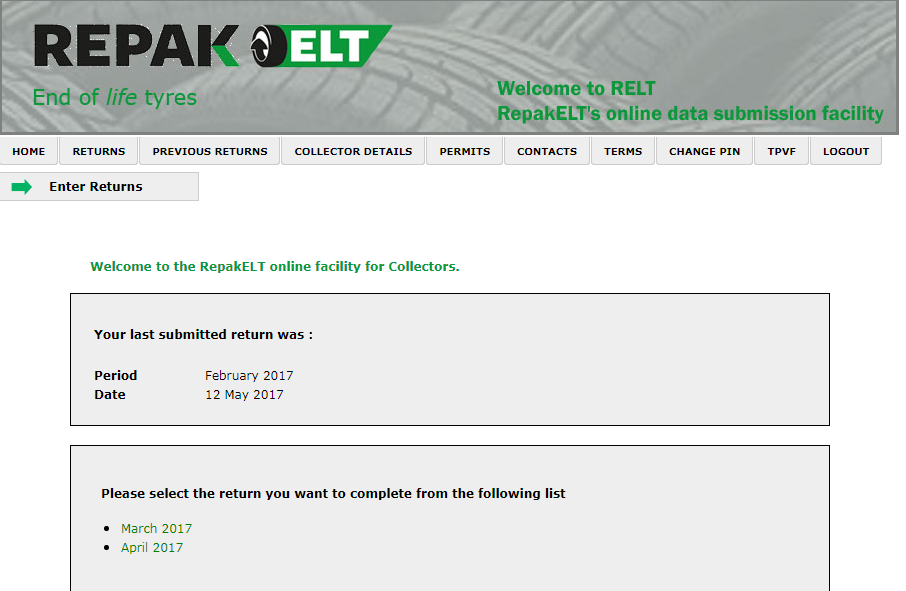 REPAK ELT
End of life tyres
Welcome to RELT
RepakELT's online data submission facility
HOME RETURNS PREVIOUS RETURNS COLLECTOR DETAILS PERMITS CONTACTS TERMS CHANGE PIN TPVF LOGOUT
Enter Returns
Welcome to the RepakELT online facility for Collectors.
Your last submitted return was :
Period February 2017
Date 12 May 2017
Please select the return you want to complete from the following list
March 2017
April 2017